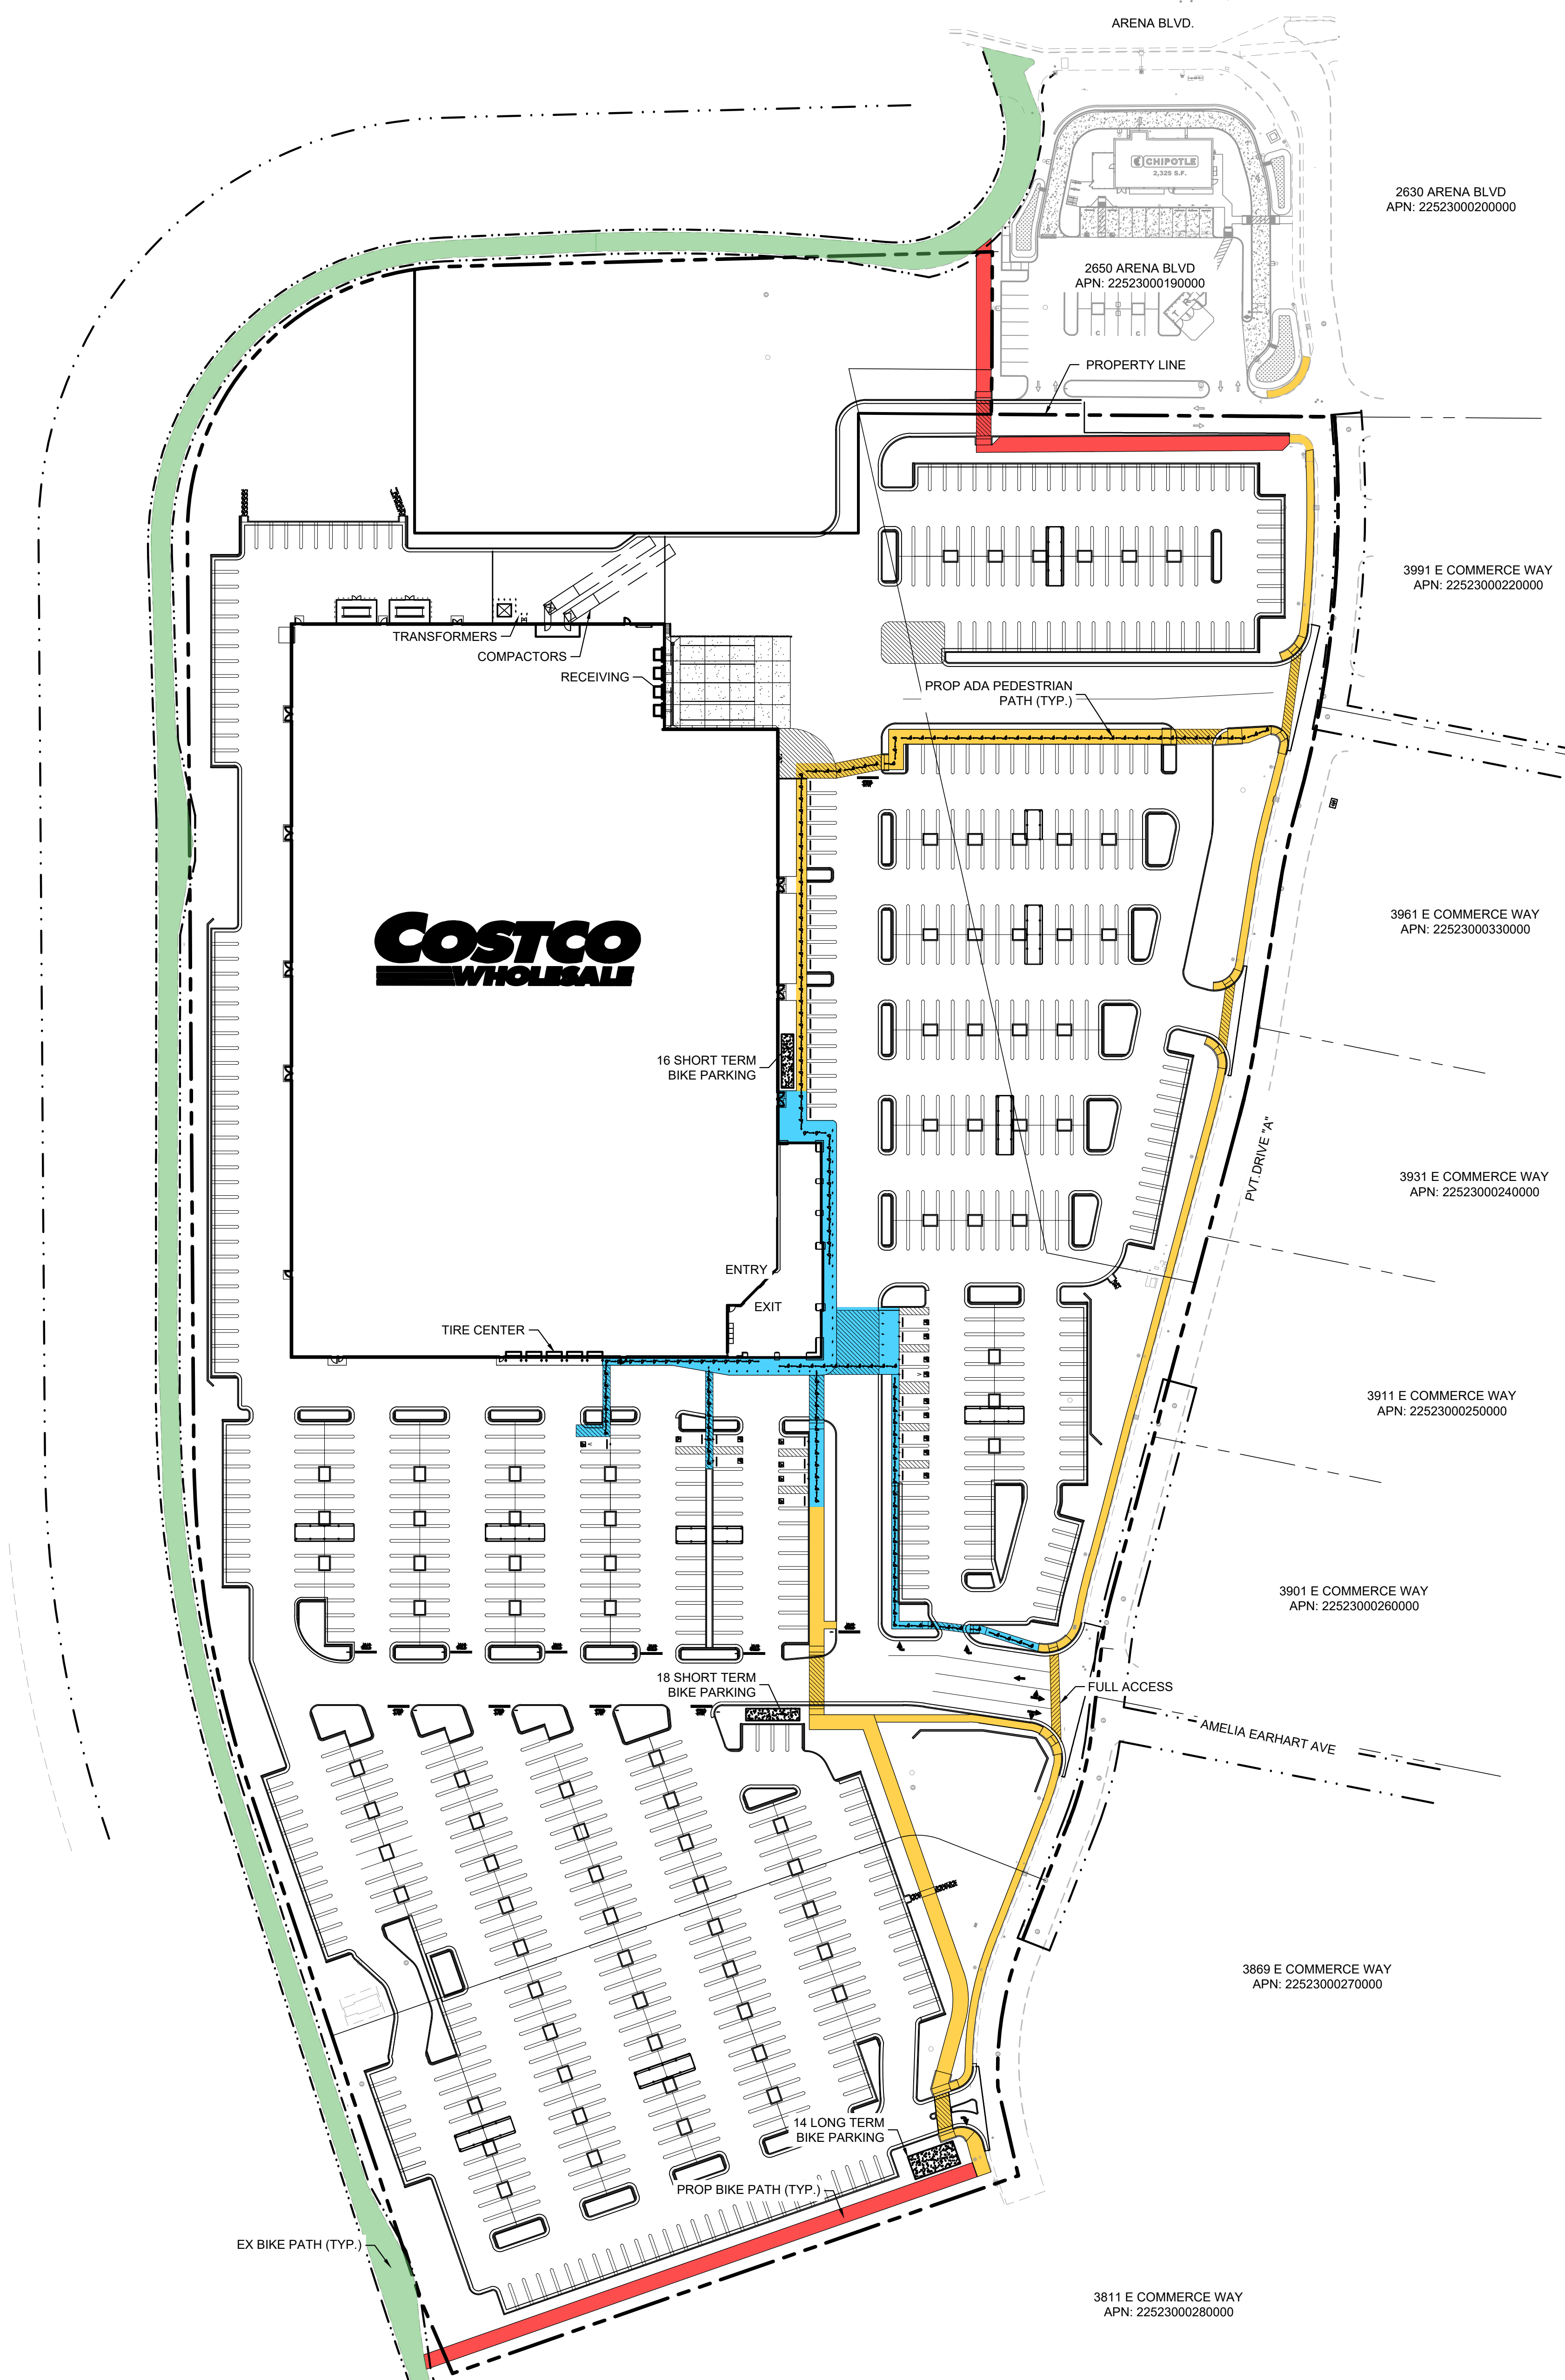 ARENA BLVD.
CHIPOTLE
2,325 S.F.
2630 ARENA BLVD
APN: 22523000200000
2650 ARENA BLVD
APN: 22523000190000
PROPERTY LINE
3991 E COMMERCE WAY
APN: 22523000220000
TRANSFORMERS
COMPACTORS
RECEIVING
PROP ADA PEDESTRIAN
PATH (TYP.)
COSTCO
WHOLESALE
3961 E COMMERCE WAY
APN: 22523000330000
16 SHORT TERM
BIKE PARKING
PVT.DRIVE "A"
3931 E COMMERCE WAY
APN: 22523000240000
ENTRY
EXIT
TIRE CENTER
3911 E COMMERCE WAY
APN: 22523000250000
3901 E COMMERCE WAY
APN: 22523000260000
18 SHORT TERM
BIKE PARKING
FULL ACCESS
AMELIA EARHART AVE
3869 E COMMERCE WAY
APN: 22523000270000
14 LONG TERM
BIKE PARKING
PROP BIKE PATH (TYP.)
EX BIKE PATH (TYP.)
3811 E COMMERCE WAY
APN: 22523000280000